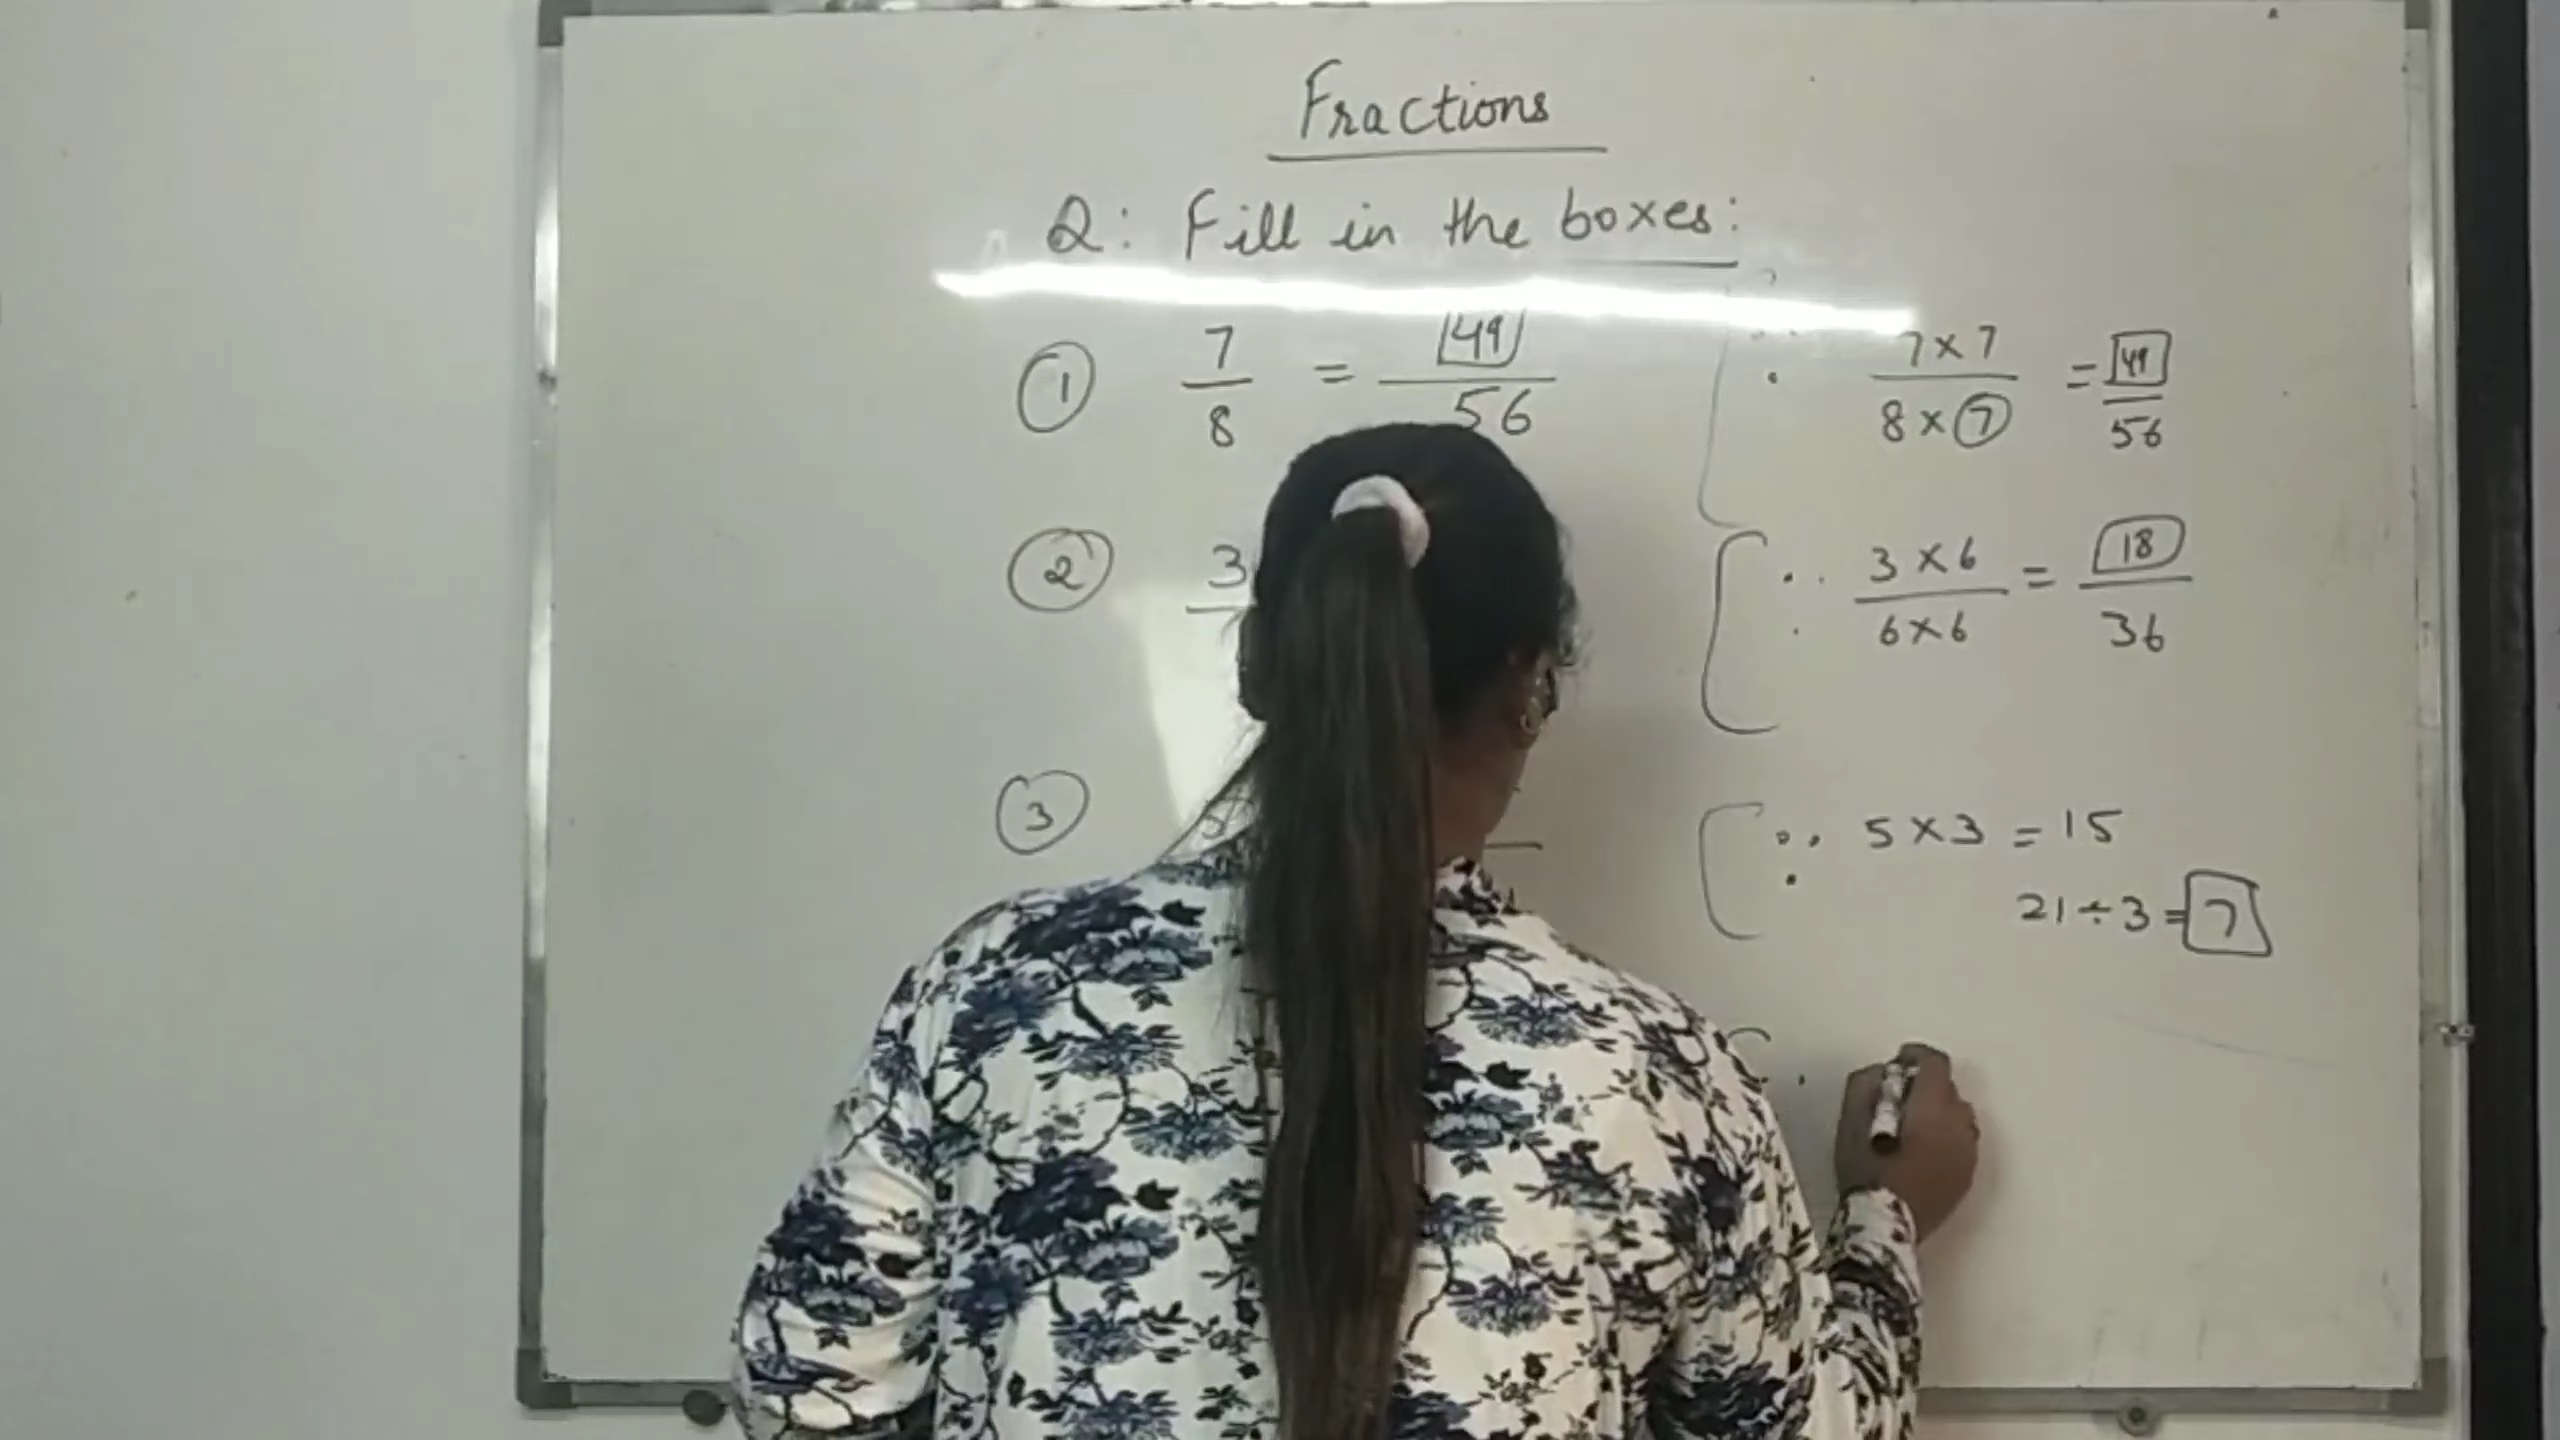 Fractions
Q: Fill in the boxes:
① 7/8 = 49/56 ∴ 7×7/8×7 = 49/56
② 3 ∴ 3×6/6×6 = 18/36
③ 5 ∵ 5×3 = 15
21÷3=7